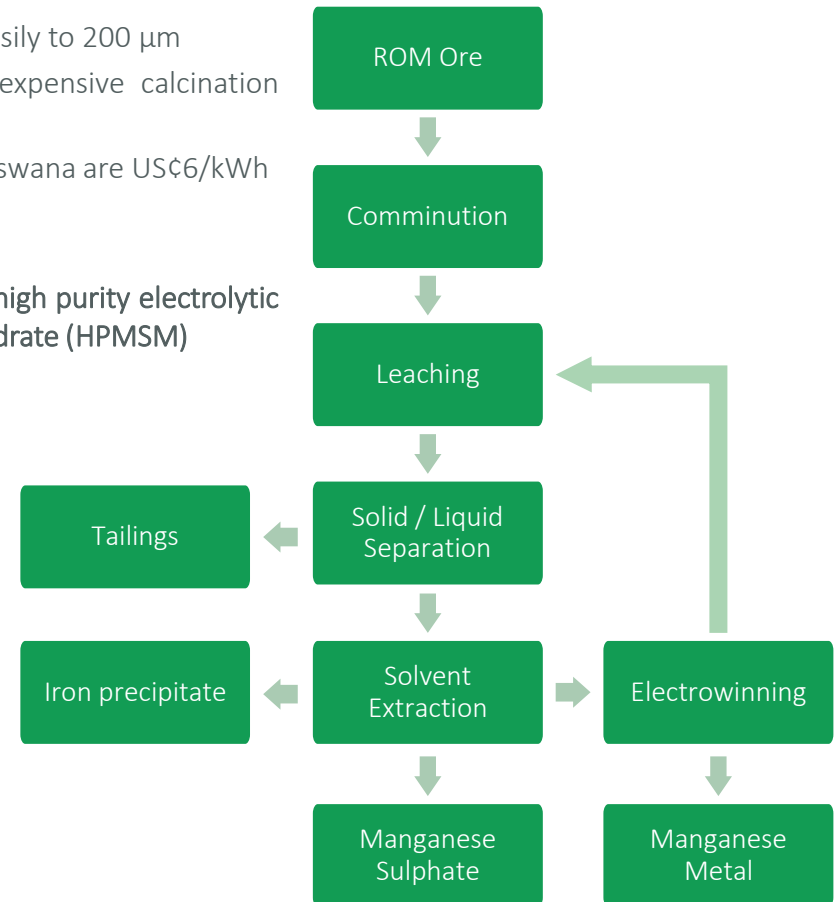 sily to 200 µm
expensive calcination
swana are US¢6/kWh
high purity electrolytic
drate (HPMSM)
ROM Ore
Comminution
Leaching
Solid / Liquid
Separation
Tailings
Iron precipitate
Solvent
Extraction
Electrowinning
Manganese
Sulphate
Manganese
Metal